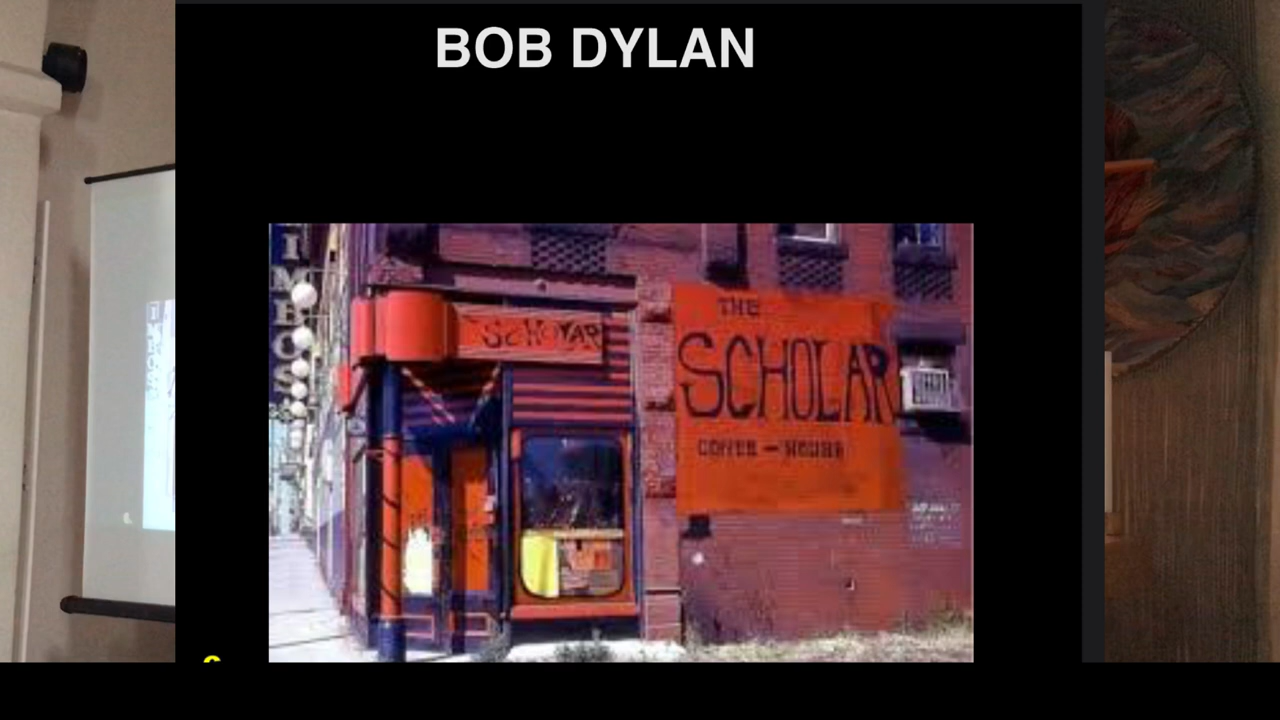 BOB DYLAN
SCHOLAR
THE
SCHOLAR
COFFEE - HOUSE